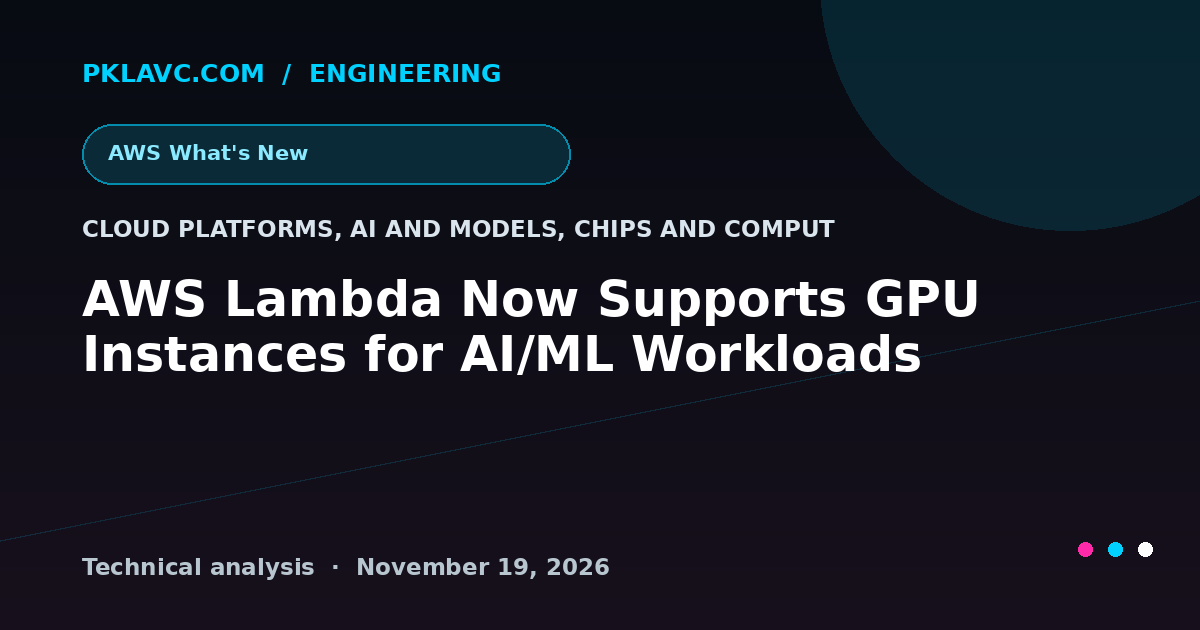 PKLAVC.COM / ENGINEERING
AWS What's New
CLOUD PLATFORMS, AI AND MODELS, CHIPS AND COMPUT
AWS Lambda Now Supports GPU
Instances for AI/ML Workloads
Technical analysis · November 19, 2026